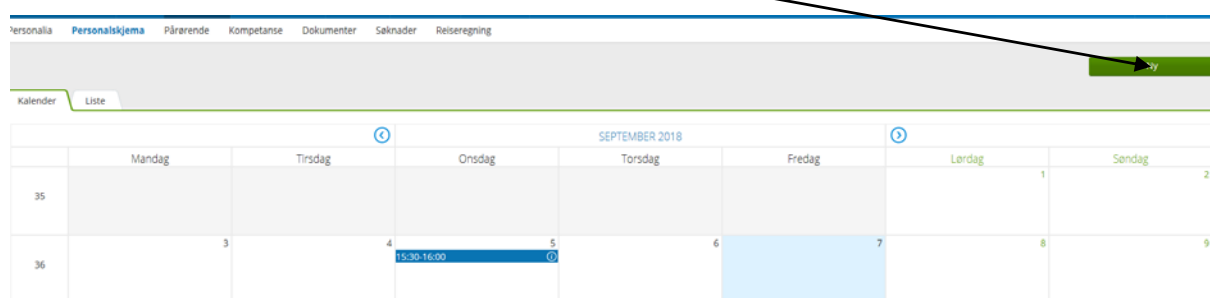 Personalia Personalskjema Pårørende Kompetanse Dokumenter Søknader Reiseregning
Ny
Kalender Liste
SEPTEMBER 2018
Mandag Tirsdag Onsdag Torsdag Fredag Lørdag Søndag
35 1 2
36 3 4 5 6 7 8 9
15:30-16:00